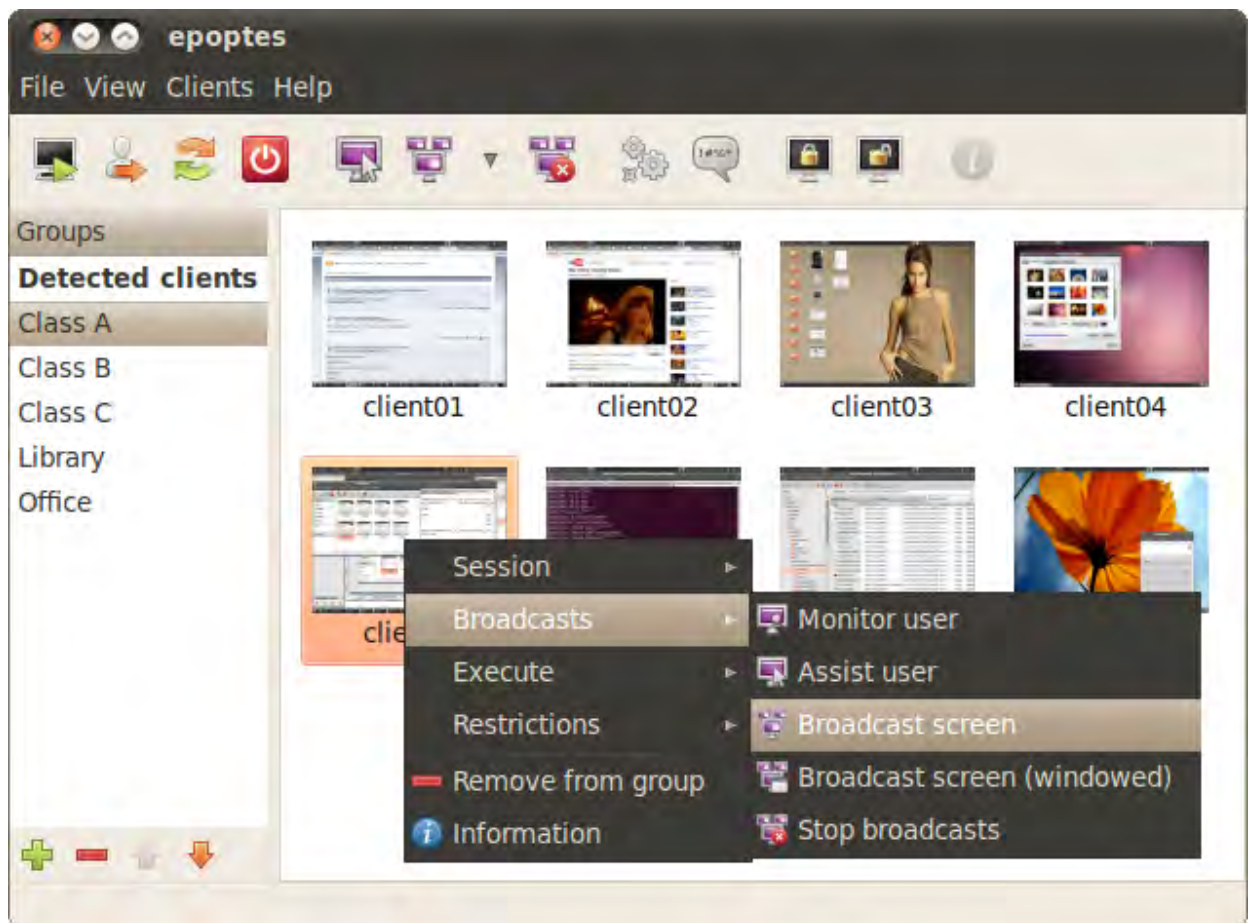 epoptes
File View Clients Help
Groups
Detected clients
Class A
Class B
Class C
Library
Office
client01
client02
client03
client04
clie
Session
Broadcasts
Execute
Restrictions
Remove from group
Information
Monitor user
Assist user
Broadcast screen
Broadcast screen (windowed)
Stop broadcasts